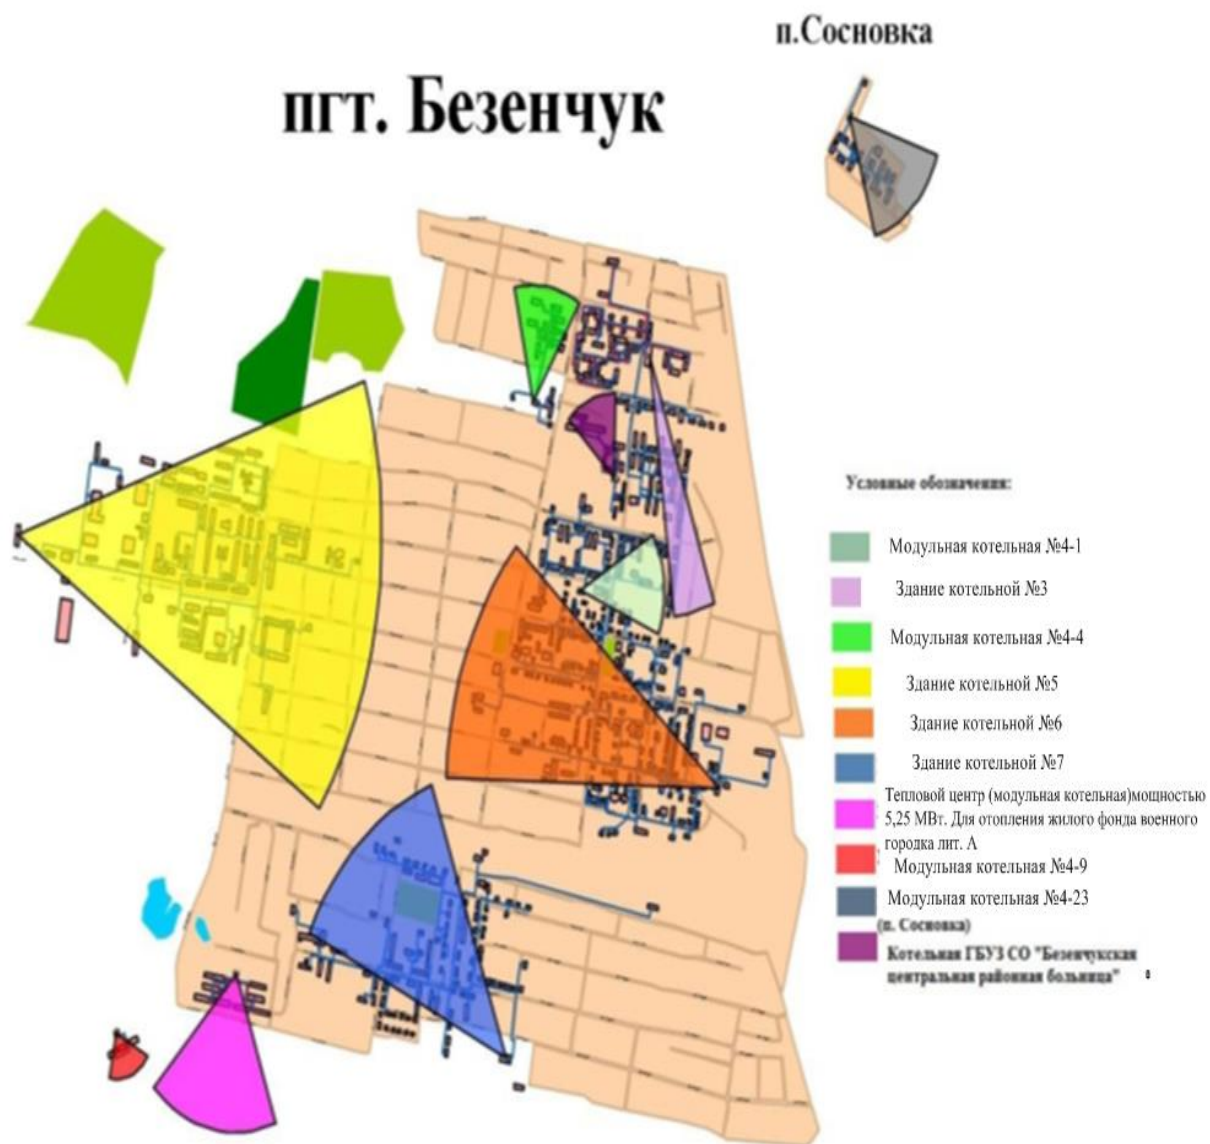 п.Сосновка
пгт. Безенчук
Условные обозначения:
Модульная котельная №4-1
Здание котельной №3
Модульная котельная №4-4
Здание котельной №5
Здание котельной №6
Здание котельной №7
Тепловой центр (модульная котельная)мощностью
5,25 МВт. Для отопления жилого фонда военного
городка лит. А
Модульная котельная №4-9
Модульная котельная №4-23
(п. Сосновка)
Котельная ГБУЗ СО "Безенчукская
центральная районная больница"